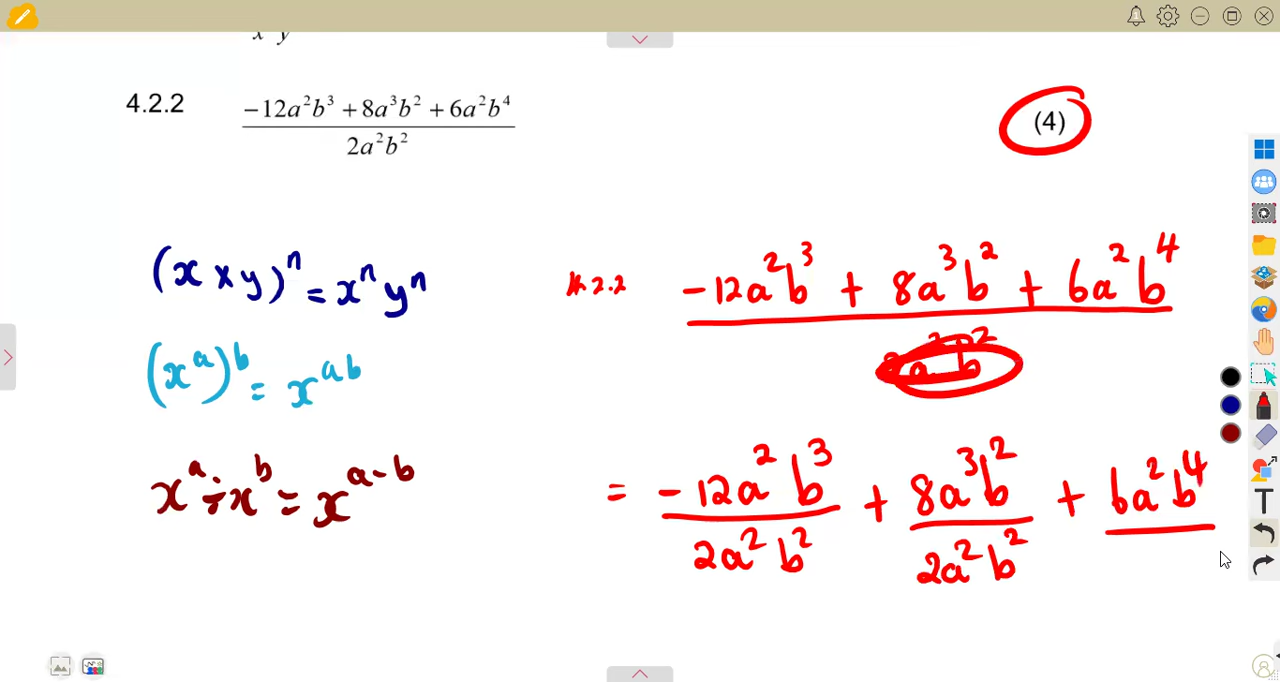 x y
4.2.2 (-12a²b³ + 8a³b² + 6a²b⁴) / (2a²b²) (4)
(x × y)ⁿ = xⁿyⁿ
(xᵃ)ᵇ = xᵃᵇ
xᵃ ÷ xᵇ = xᵃ⁻ᵇ
4.2.2 (-12a²b³ + 8a³b² + 6a²b⁴) / (2a²b²)
= (-12a²b³) / (2a²b²) + (8a³b²) / (2a²b²) + 6a²b⁴
T